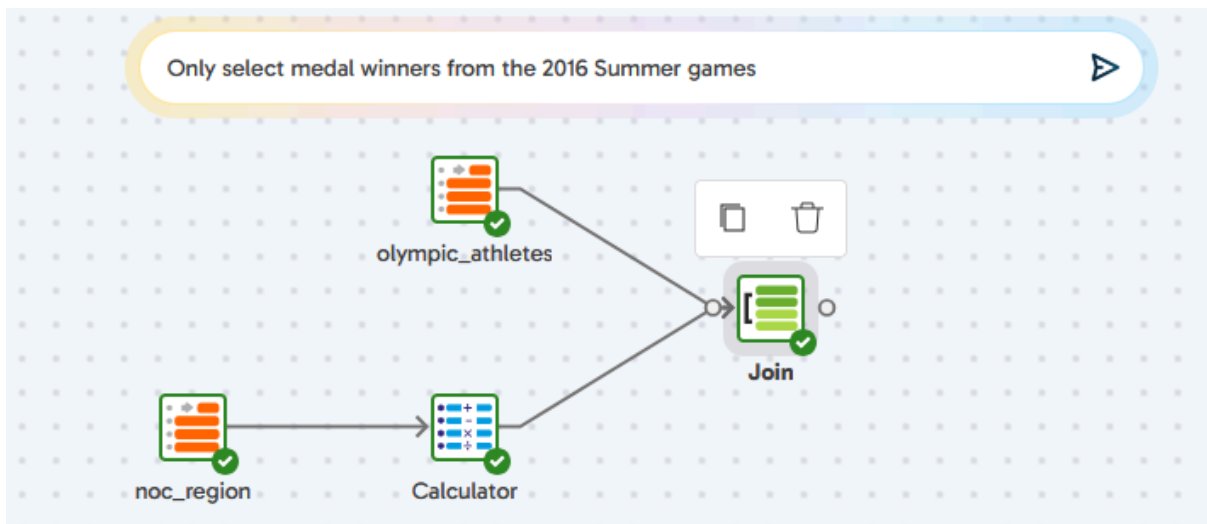 Only select medal winners from the 2016 Summer games
olympic_athletes
Join
noc_region
Calculator